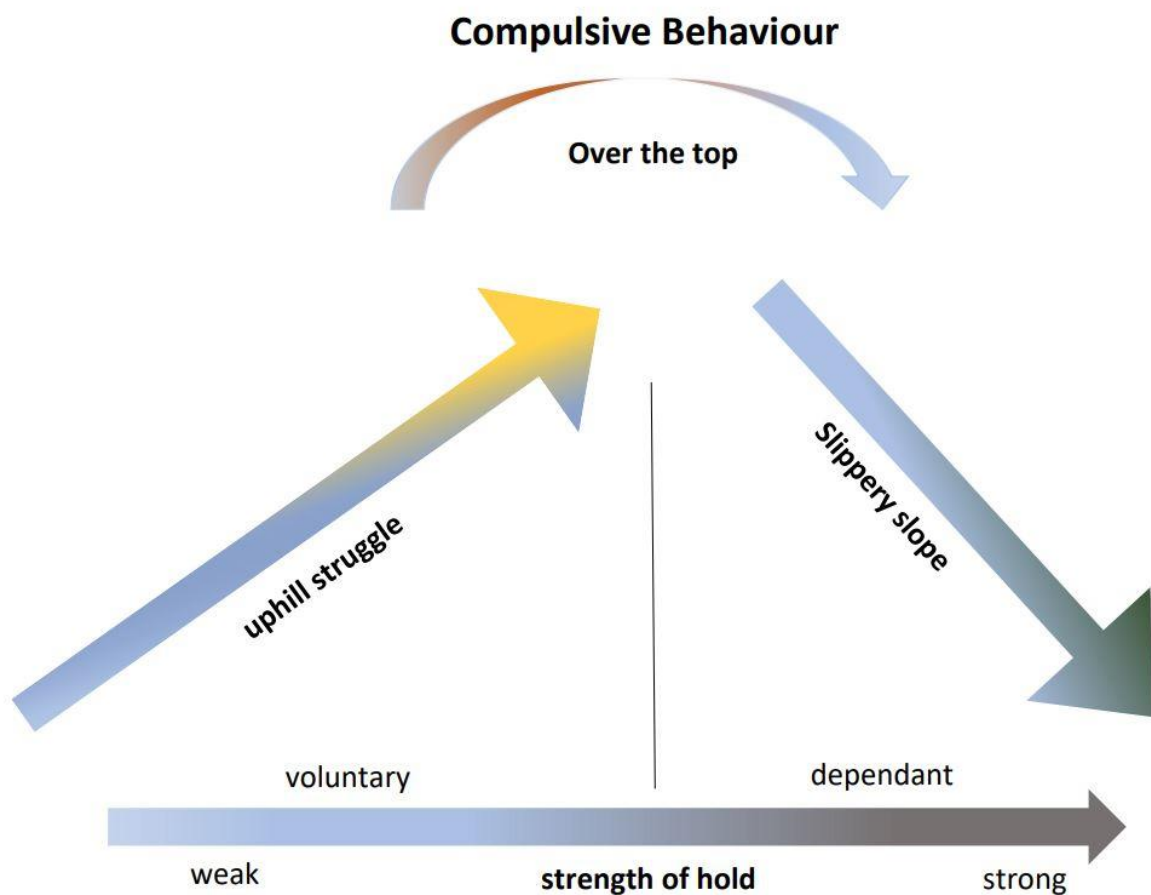 Compulsive Behaviour
Over the top
uphill struggle
Slippery slope
voluntary
dependant
weak
strength of hold
strong